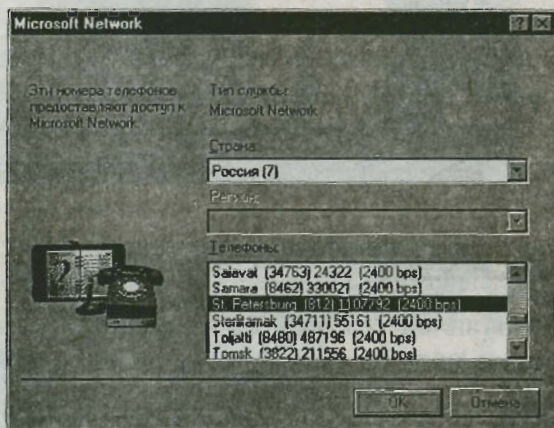 Microsoft Network
Эти номера телефонов
предоставляют доступ к
Microsoft Network.
Тип службы:
Microsoft Network
Страна:
Россия (7)
Регион:
Телефоны:
Salavat (34763) 24322 (2400 bps)
Samara (8462) 330021 (2400 bps)
St. Petersburg (812) 1107792 (2400 bps)
Sterlitamak (34711) 55161 (2400 bps)
Toljatti (8480) 487196 (2400 bps)
Tomsk (3822) 211556 (2400 bps)
OK
Отмена